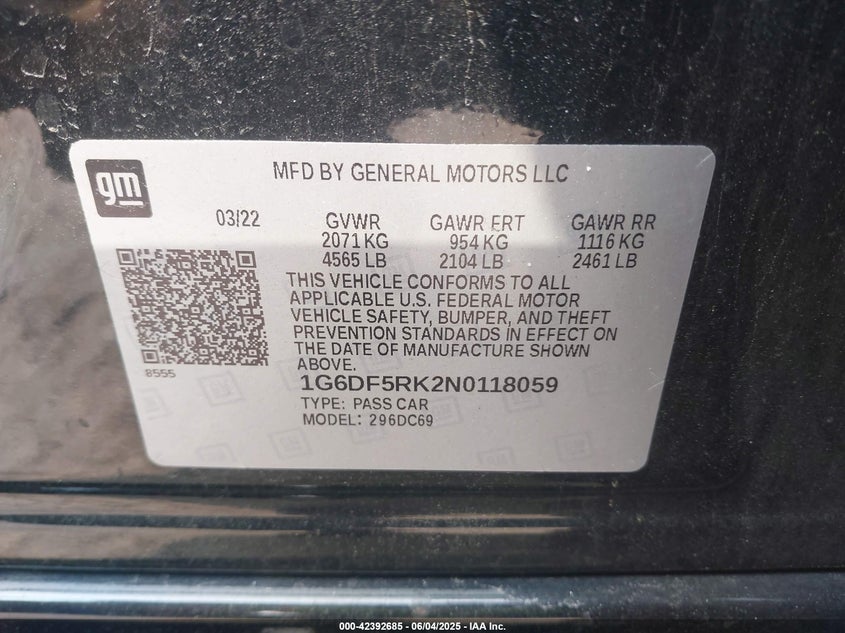 gm
MFD BY GENERAL MOTORS LLC
03/22 GVWR GAWR FRT GAWR RR
2071 KG 954 KG 1116 KG
4565 LB 2104 LB 2461 LB
THIS VEHICLE CONFORMS TO ALL
APPLICABLE U.S. FEDERAL MOTOR
VEHICLE SAFETY, BUMPER, AND THEFT
PREVENTION STANDARDS IN EFFECT ON
THE DATE OF MANUFACTURE SHOWN
ABOVE.
8555
1G6DF5RK2N0118059
TYPE: PASS CAR
MODEL: 296DC69
000-42392685 - 06/04/2025 - IAA Inc.